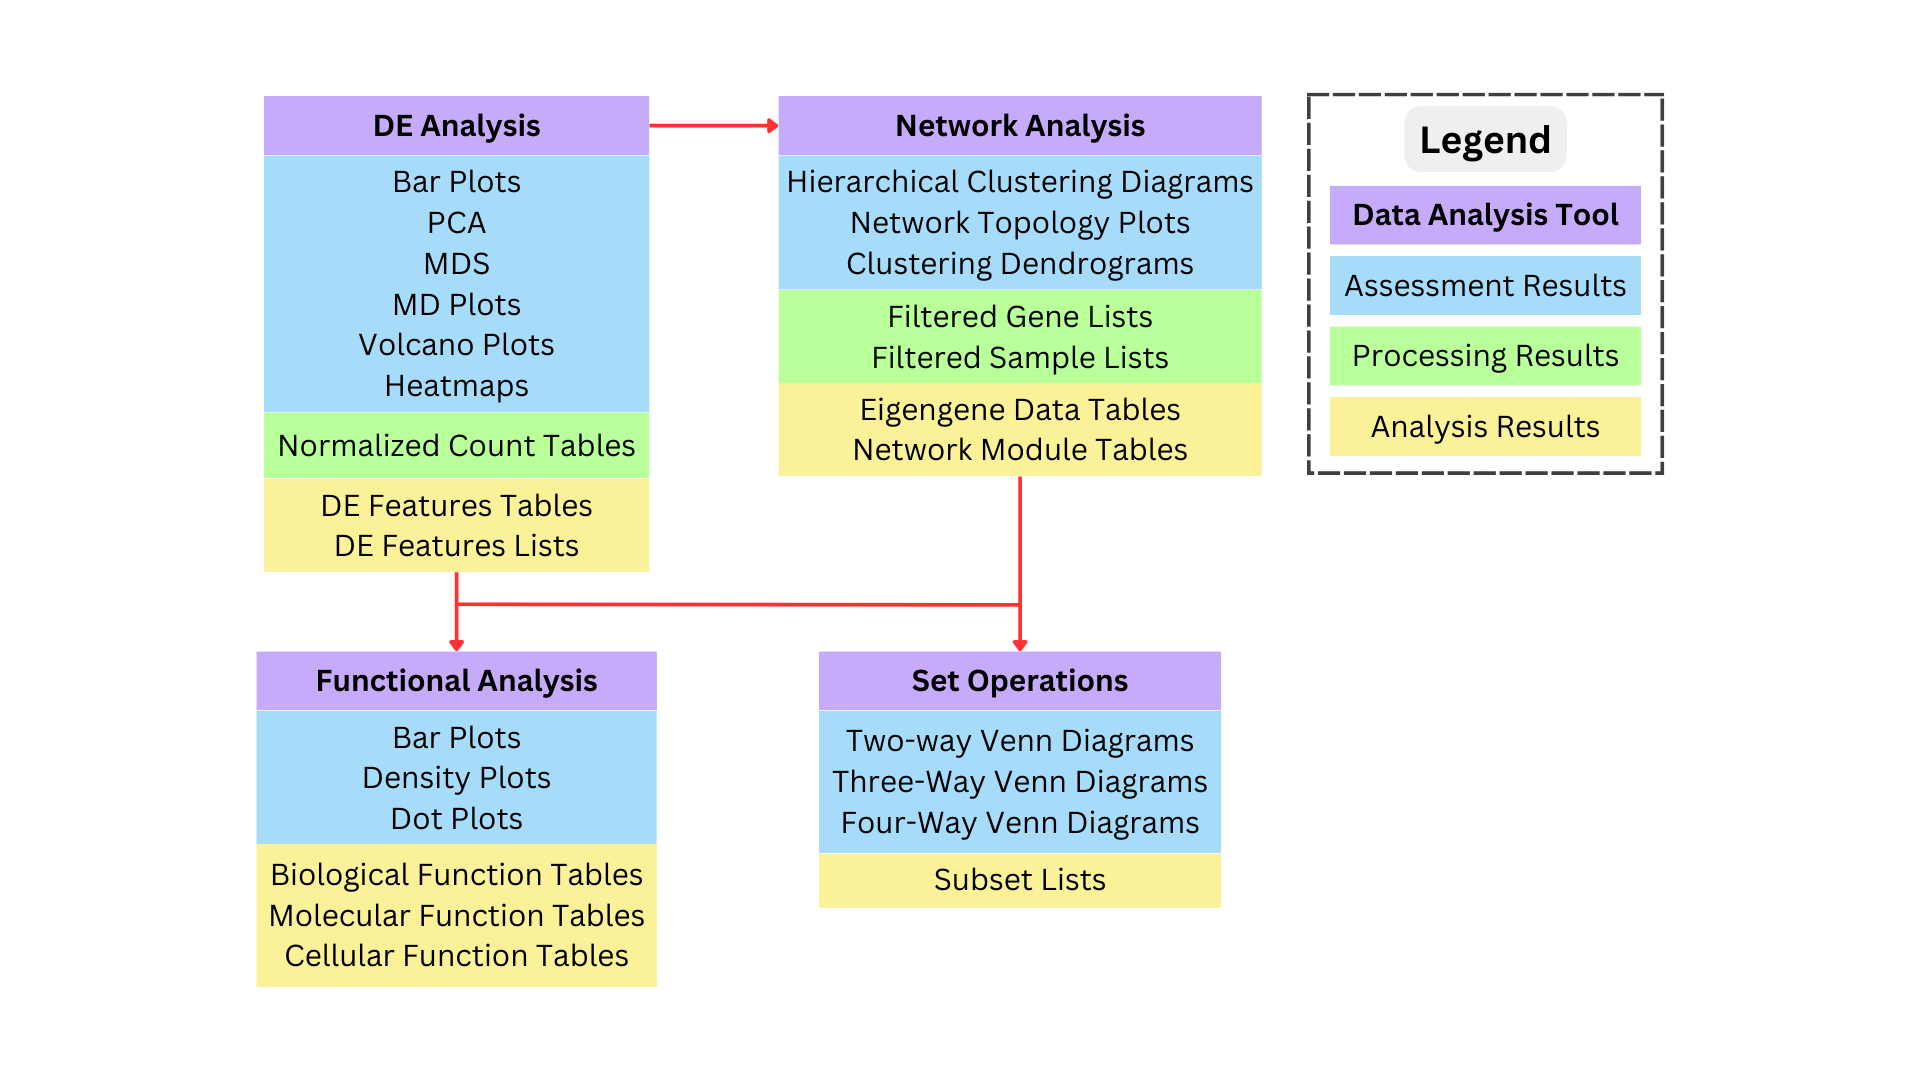 DE Analysis
Bar Plots
PCA
MDS
MD Plots
Volcano Plots
Heatmaps
Normalized Count Tables
DE Features Tables
DE Features Lists
Network Analysis
Hierarchical Clustering Diagrams
Network Topology Plots
Clustering Dendrograms
Filtered Gene Lists
Filtered Sample Lists
Eigengene Data Tables
Network Module Tables
Legend
Data Analysis Tool
Assessment Results
Processing Results
Analysis Results
Functional Analysis
Bar Plots
Density Plots
Dot Plots
Biological Function Tables
Molecular Function Tables
Cellular Function Tables
Set Operations
Two-way Venn Diagrams
Three-Way Venn Diagrams
Four-Way Venn Diagrams
Subset Lists